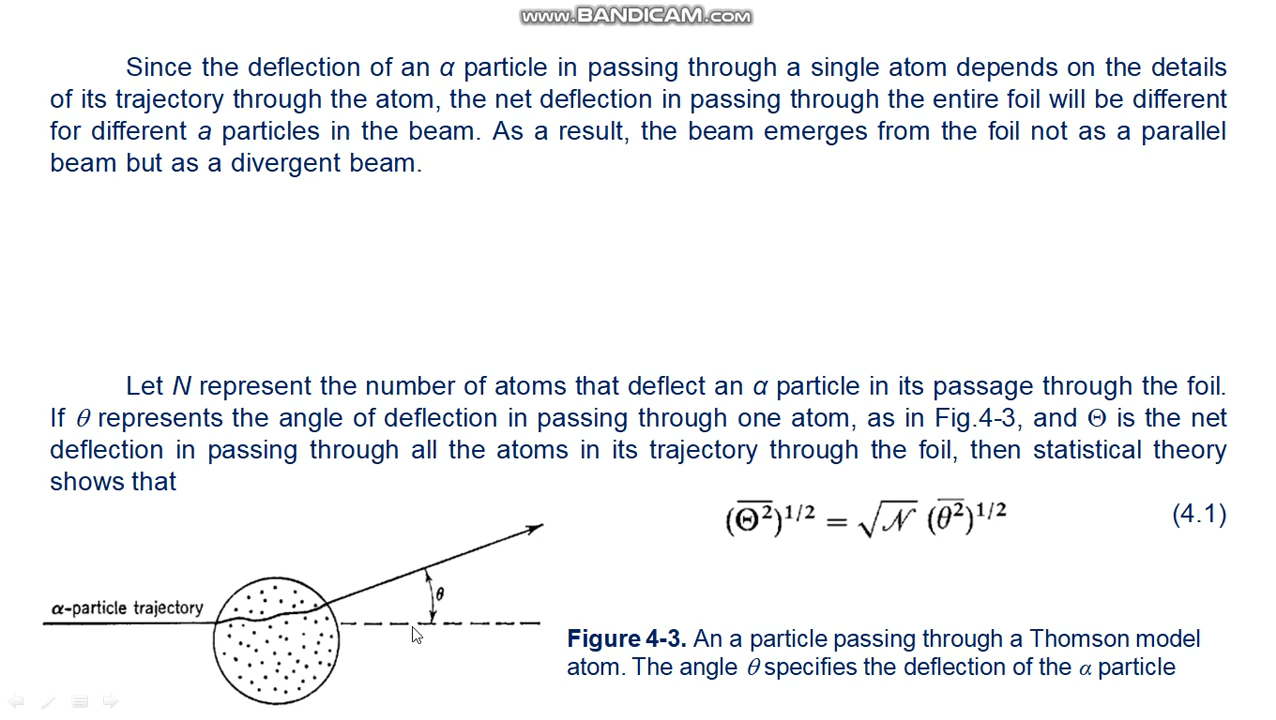 www.BANDICAM.com
Since the deflection of an α particle in passing through a single atom depends on the details
of its trajectory through the atom, the net deflection in passing through the entire foil will be different
for different a particles in the beam. As a result, the beam emerges from the foil not as a parallel
beam but as a divergent beam.
Let N represent the number of atoms that deflect an α particle in its passage through the foil.
If θ represents the angle of deflection in passing through one atom, as in Fig.4-3, and Θ is the net
deflection in passing through all the atoms in its trajectory through the foil, then statistical theory
shows that
(Θ̅²)^1/2 = √𝒩 (θ̅²)^1/2 (4.1)
α-particle trajectory
θ
Figure 4-3. An a particle passing through a Thomson model
atom. The angle θ specifies the deflection of the α particle